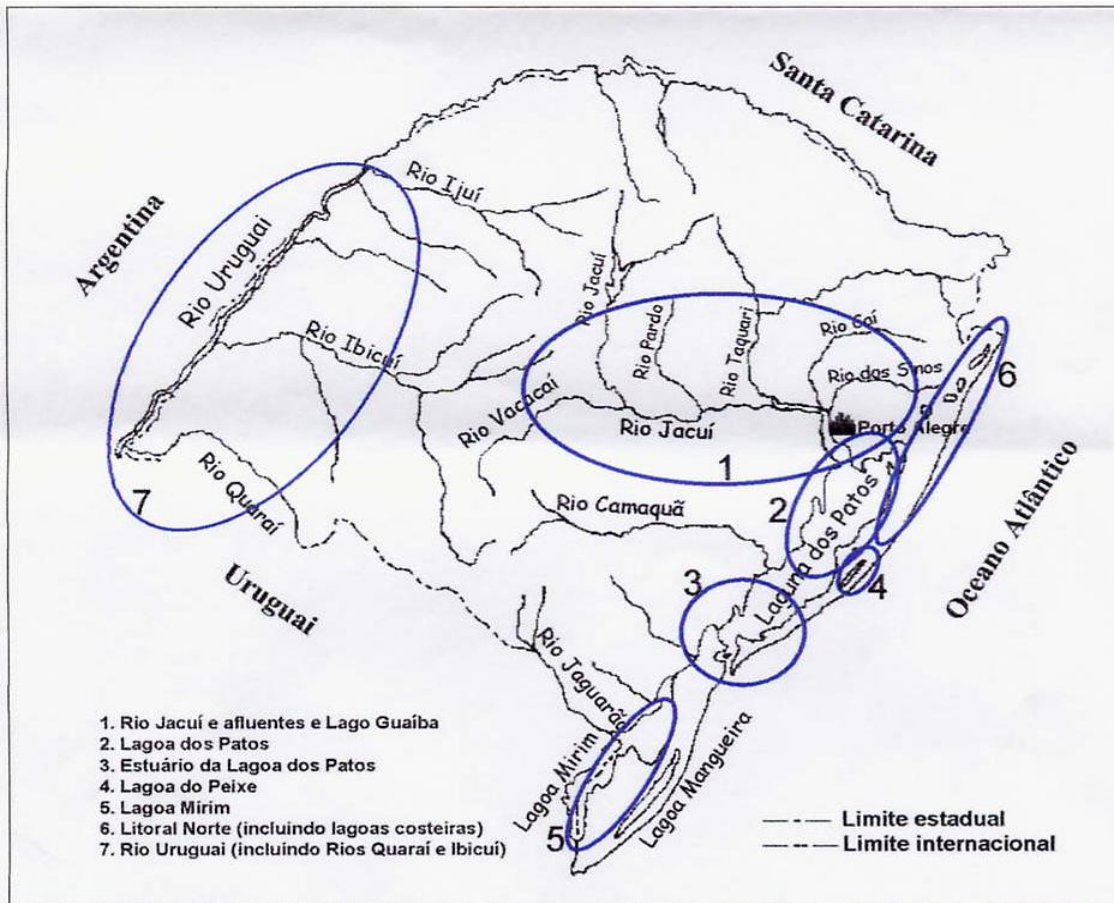 Santa Catarina
Argentina
Rio Ijuí
Rio Uruguai
Rio Jacuí
Rio Pardo
Rio Taquari
Rio Caí
6
Rio Ibicuí
Rio dos Sinos
Rio Vacacaí
Rio Jacuí
Porto Alegre
1
7
Rio Quaraí
2
Rio Camaquã
Laguna dos Patos
Oceano Atlântico
4
Uruguai
3
Rio Jaguarão
Lagoa Mirim
Lagoa Mangueira
5
1. Rio Jacuí e afluentes e Lago Guaíba
2. Lagoa dos Patos
3. Estuário da Lagoa dos Patos
4. Lagoa do Peixe
5. Lagoa Mirim
6. Litoral Norte (incluindo lagoas costeiras)
7. Rio Uruguai (incluindo Rios Quaraí e Ibicuí)
Limite estadual
Limite internacional